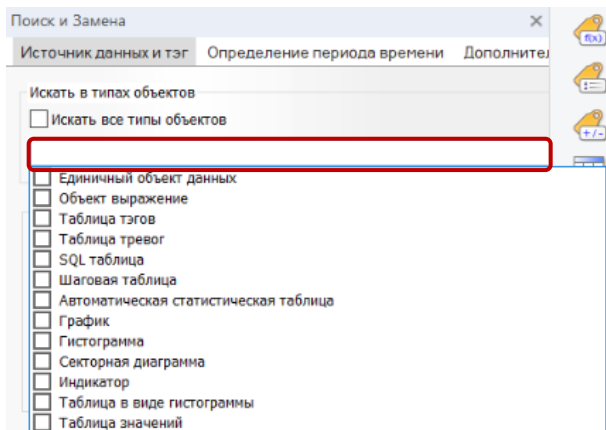 Поиск и Замена
Источник данных и тэг Определение периода времени Дополнител
Искать в типах объектов
Искать все типы объектов
Единичный объект данных
Объект выражение
Таблица тэгов
Таблица тревог
SQL таблица
Шаговая таблица
Автоматическая статистическая таблица
График
Гистограмма
Секторная диаграмма
Индикатор
Таблица в виде гистограммы
Таблица значений
f(x)
+/-